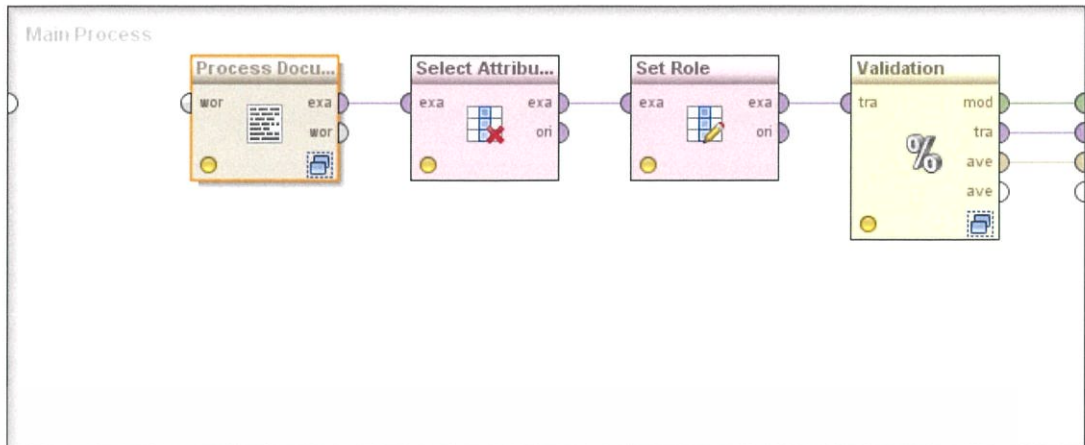 Main Process
Process Docu... Select Attribu... Set Role Validation
wor exa exa exa exa exa tra mod
wor ori ori tra
ave
ave